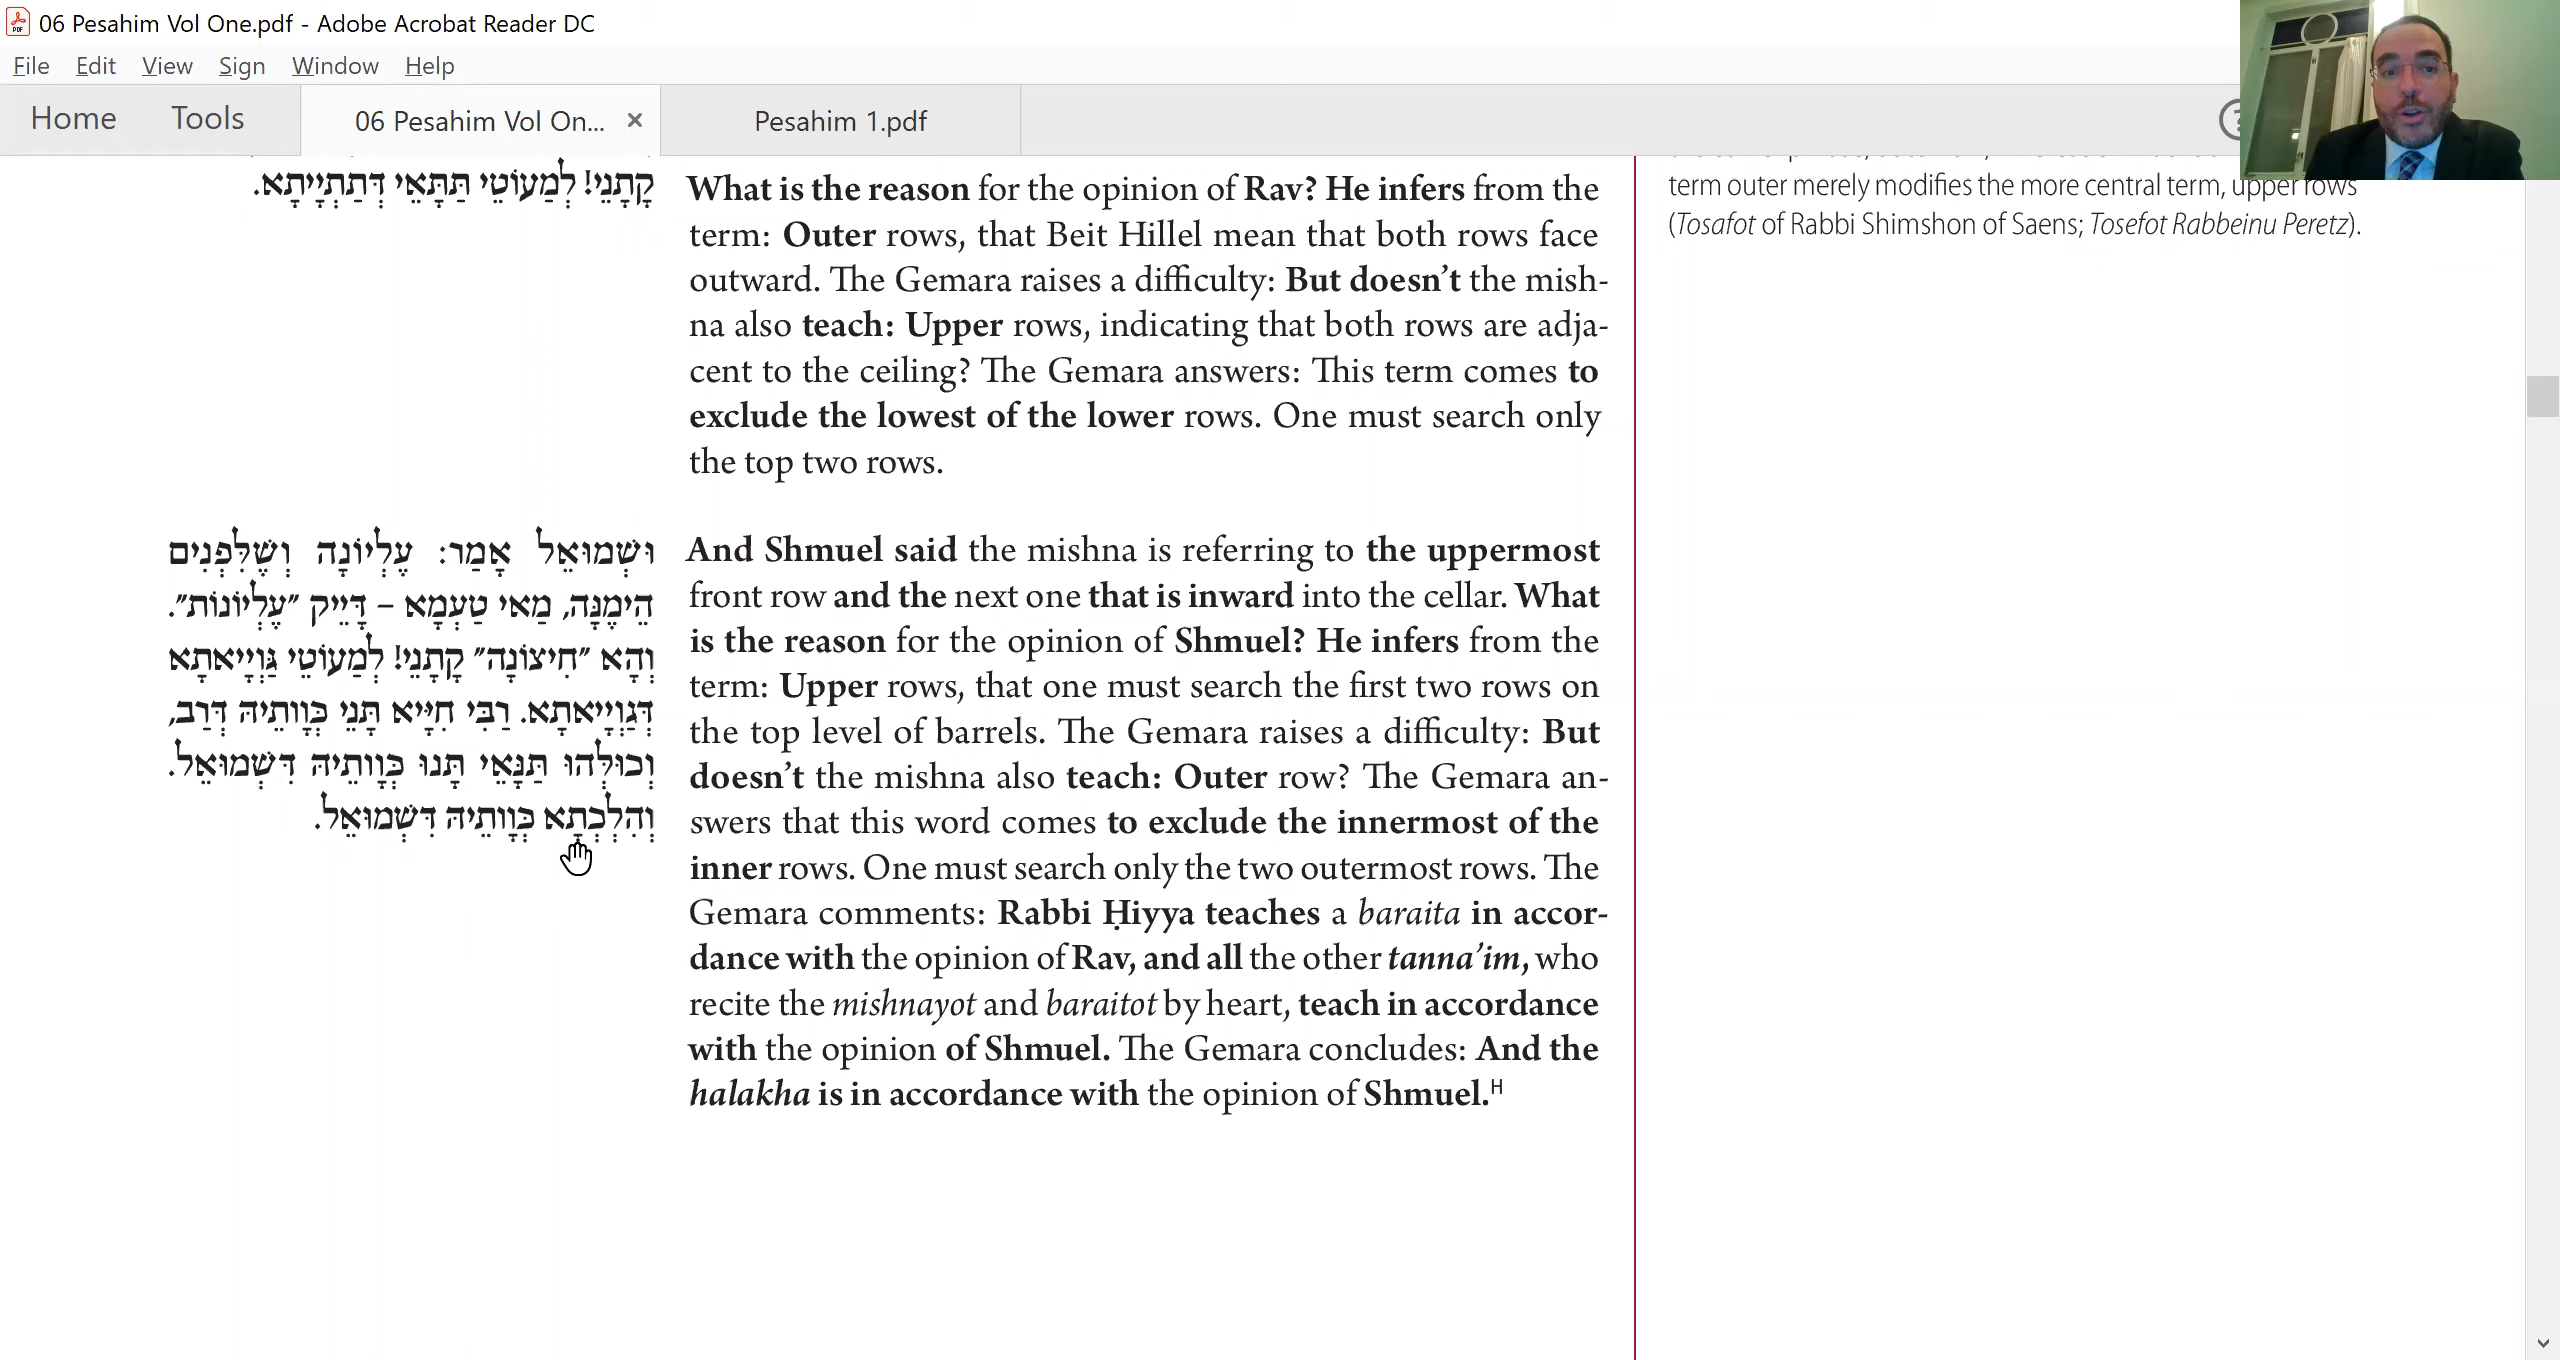 06 Pesahim Vol One.pdf - Adobe Acrobat Reader DC
File Edit View Sign Window Help
Home Tools 06 Pesahim Vol On... Pesahim 1.pdf
קָתָנֵי! לְמַעוֹטֵי תַּתָּאֵי דְּתַתְיָיתָא.
What is the reason for the opinion of Rav? He infers from the
term: Outer rows, that Beit Hillel mean that both rows face
outward. The Gemara raises a difficulty: But doesn’t the mish-
na also teach: Upper rows, indicating that both rows are adja-
cent to the ceiling? The Gemara answers: This term comes to
exclude the lowest of the lower rows. One must search only
the top two rows.
וּשְׁמוּאֵל אָמַר: עֶלְיוֹנָה וְשֶׁלִּפְנִים
הֵימֶנָּה, מַאי טַעְמָא – דָּיֵיק ״עֶלְיוֹנוֹת״.
וְהָא ״חִיצוֹנָה״ קָתָנֵי! לְמַעוֹטֵי גַּוְיָיאתָא
דְּגַוְיָיאתָא. רַבִּי חִיָּיא תָּנֵי כְּוָותֵיהּ דְּרַב,
וְכוּלְּהוּ תַּנָּאֵי תָּנוּ כְּוָותֵיהּ דִּשְׁמוּאֵל.
וְהִלְכְתָא כְּוָותֵיהּ דִּשְׁמוּאֵל.
And Shmuel said the mishna is referring to the uppermost
front row and the next one that is inward into the cellar. What
is the reason for the opinion of Shmuel? He infers from the
term: Upper rows, that one must search the first two rows on
the top level of barrels. The Gemara raises a difficulty: But
doesn’t the mishna also teach: Outer row? The Gemara an-
swers that this word comes to exclude the innermost of the
inner rows. One must search only the two outermost rows. The
Gemara comments: Rabbi Ḥiyya teaches a baraita in accor-
dance with the opinion of Rav, and all the other tanna’im, who
recite the mishnayot and baraitot by heart, teach in accordance
with the opinion of Shmuel. The Gemara concludes: And the
halakha is in accordance with the opinion of Shmuel.H
term outer merely modifies the more central term, upper rows
(Tosafot of Rabbi Shimshon of Saens; Tosefot Rabbeinu Peretz).